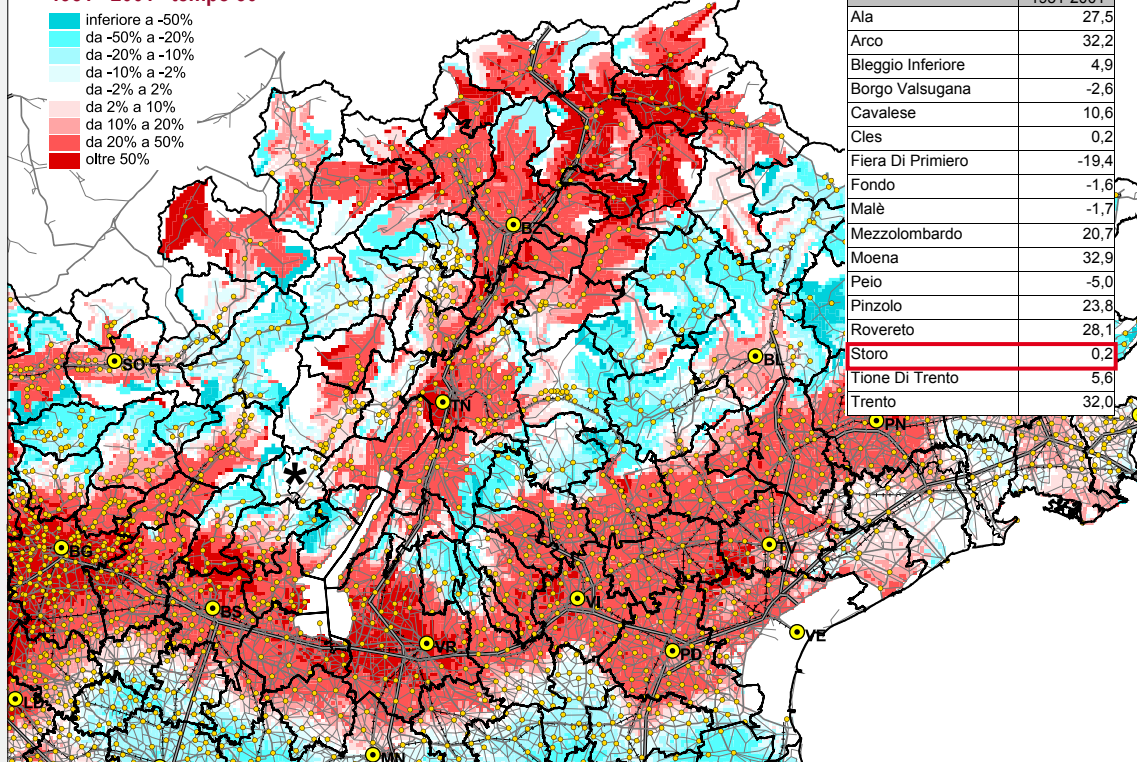 inferiore a -50%
da -50% a -20%
da -20% a -10%
da -10% a -2%
da -2% a 2%
da 2% a 10%
da 10% a 20%
da 20% a 50%
oltre 50%
Ala 27,5
Arco 32,2
Bleggio Inferiore 4,9
Borgo Valsugana -2,6
Cavalese 10,6
Cles 0,2
Fiera Di Primiero -19,4
Fondo -1,6
Malè -1,7
Mezzolombardo 20,7
Moena 32,9
Peio -5,0
Pinzolo 23,8
Rovereto 28,1
Storo 0,2
Tione Di Trento 5,6
Trento 32,0
BZ
SO
BL
TN
PN
*
BG
TV
BS
VI
VE
VR
PD
LO
MN